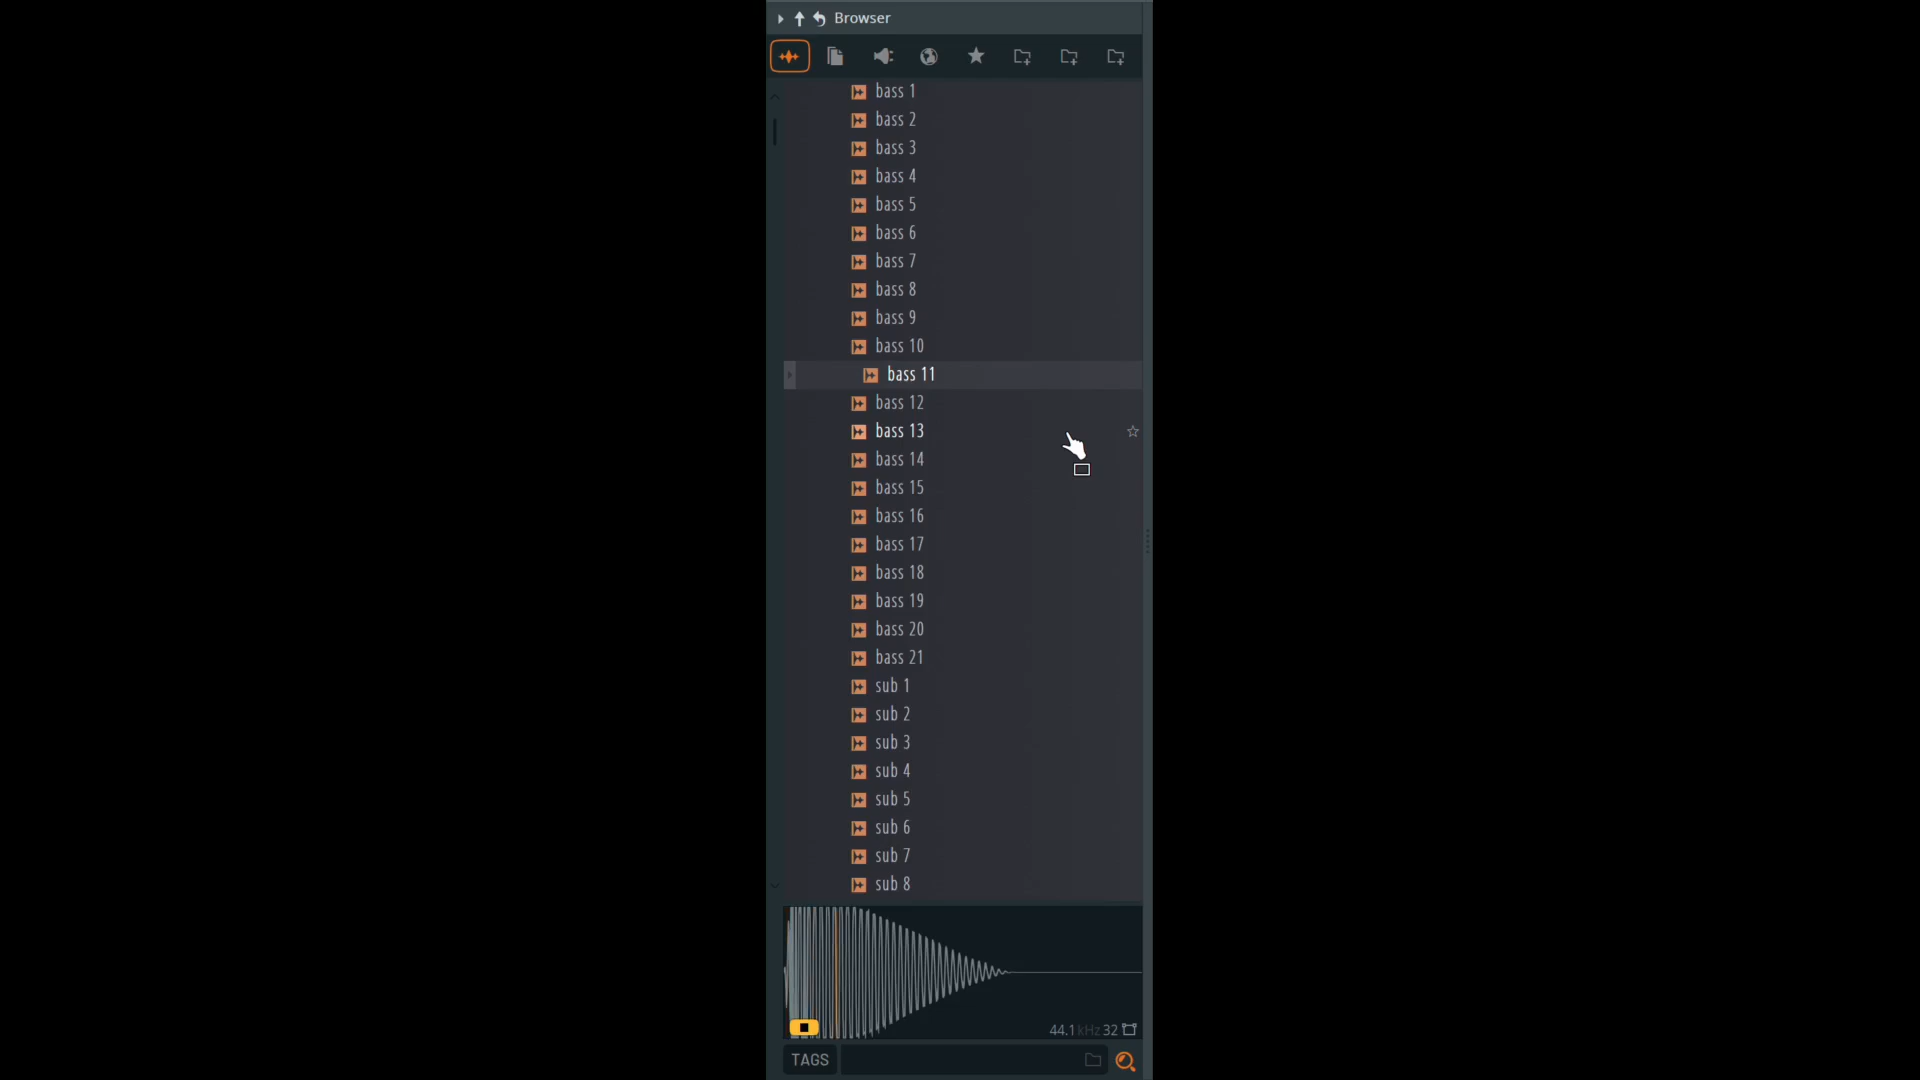 Browser
bass 1
bass 2
bass 3
bass 4
bass 5
bass 6
bass 7
bass 8
bass 9
bass 10
bass 11
bass 12
bass 13
bass 14
bass 15
bass 16
bass 17
bass 18
bass 19
bass 20
bass 21
sub 1
sub 2
sub 3
sub 4
sub 5
sub 6
sub 7
sub 8
44.1 kHz 32
TAGS